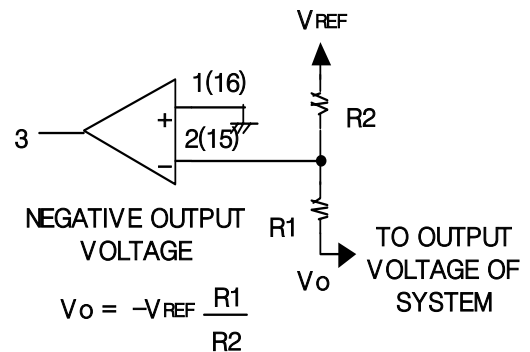 VREF
1(16)
+
R2
3
2(15)
−
NEGATIVE OUTPUT
VOLTAGE
R1
TO OUTPUT
VOLTAGE OF
SYSTEM
Vo
Vo = −VREF R1
R2